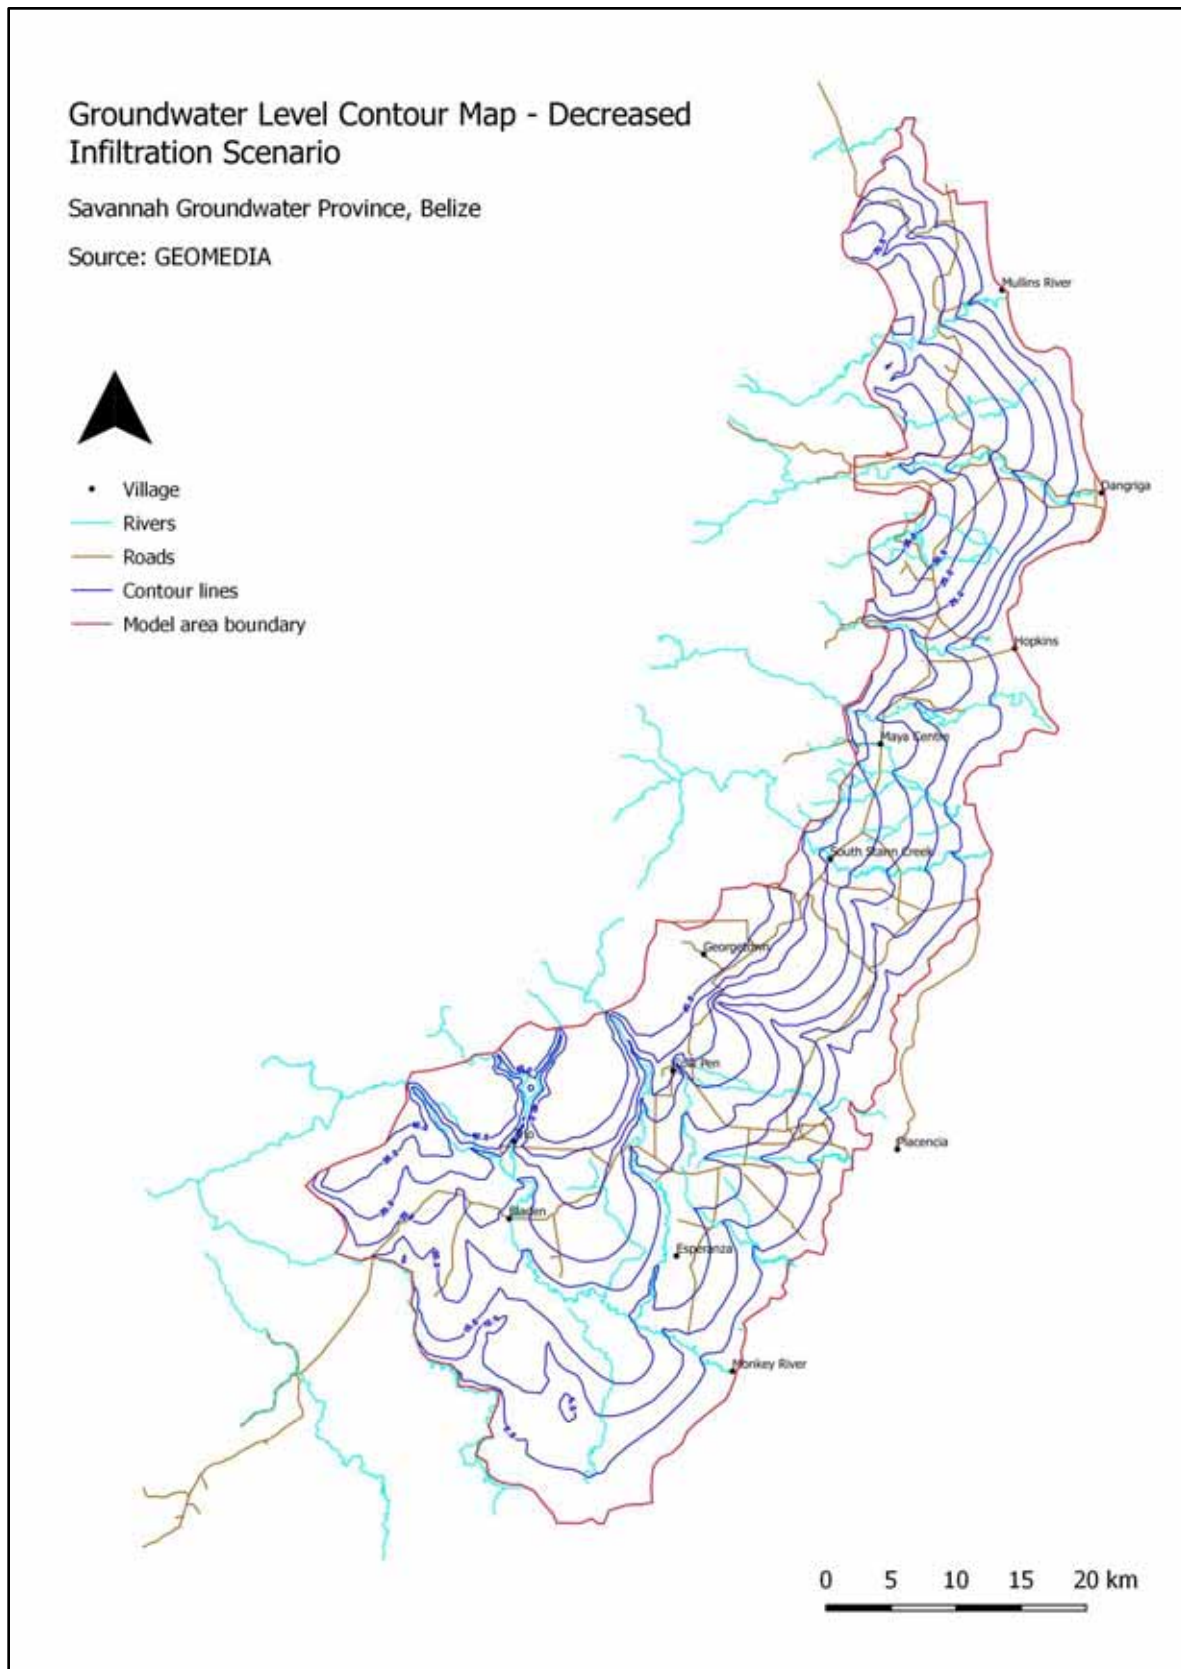 Groundwater Level Contour Map - Decreased
Infiltration Scenario
Savannah Groundwater Province, Belize
Source: GEOMEDIA
Village
Rivers
Roads
Contour lines
Model area boundary
Mullins River
Dangriga
Hopkins
Maya Centre
South Stann Creek
Georgetown
Pen
Placencia
Bladen
Esperanza
Monkey River
0 5 10 15 20 km